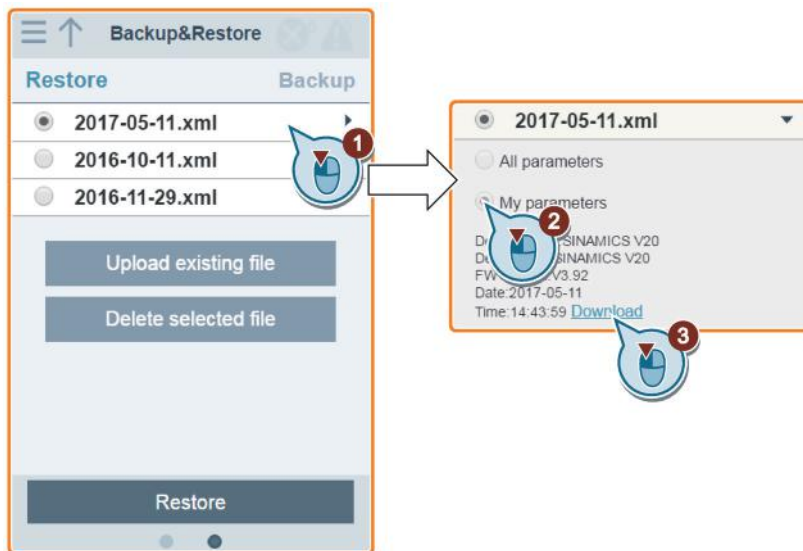 Backup&Restore
Restore Backup
2017-05-11.xml
2016-10-11.xml
2016-11-29.xml
Upload existing file
Delete selected file
Restore
1
2017-05-11.xml
All parameters
My parameters
2
SINAMICS V20
SINAMICS V20
FW V3.92
Date:2017-05-11
Time:14:43:59 Download
3